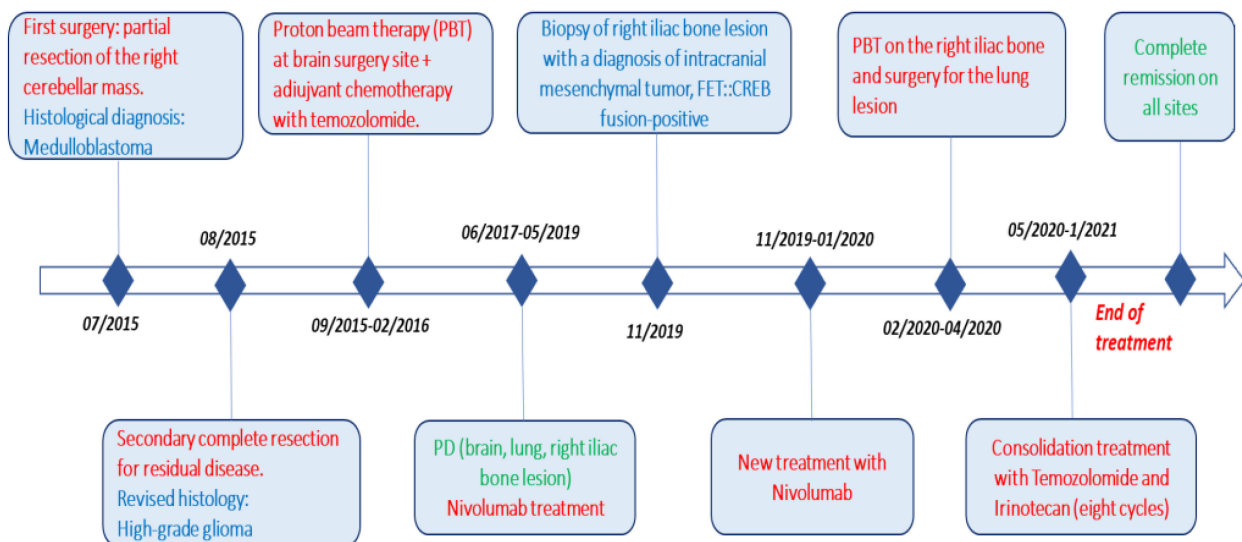 First surgery: partial
resection of the right
cerebellar mass.
Histological diagnosis:
Medulloblastoma
Proton beam therapy (PBT)
at brain surgery site +
adiujvant chemotherapy
with temozolomide.
Biopsy of right iliac bone lesion
with a diagnosis of intracranial
mesenchymal tumor, FET::CREB
fusion-positive
PBT on the right iliac bone
and surgery for the lung
lesion
Complete
remission on
all sites
07/2015
08/2015
09/2015-02/2016
06/2017-05/2019
11/2019
11/2019-01/2020
02/2020-04/2020
05/2020-1/2021
End of
treatment
Secondary complete resection
for residual disease.
Revised histology:
High-grade glioma
PD (brain, lung, right iliac
bone lesion)
Nivolumab treatment
New treatment with
Nivolumab
Consolidation treatment
with Temozolomide and
Irinotecan (eight cycles)